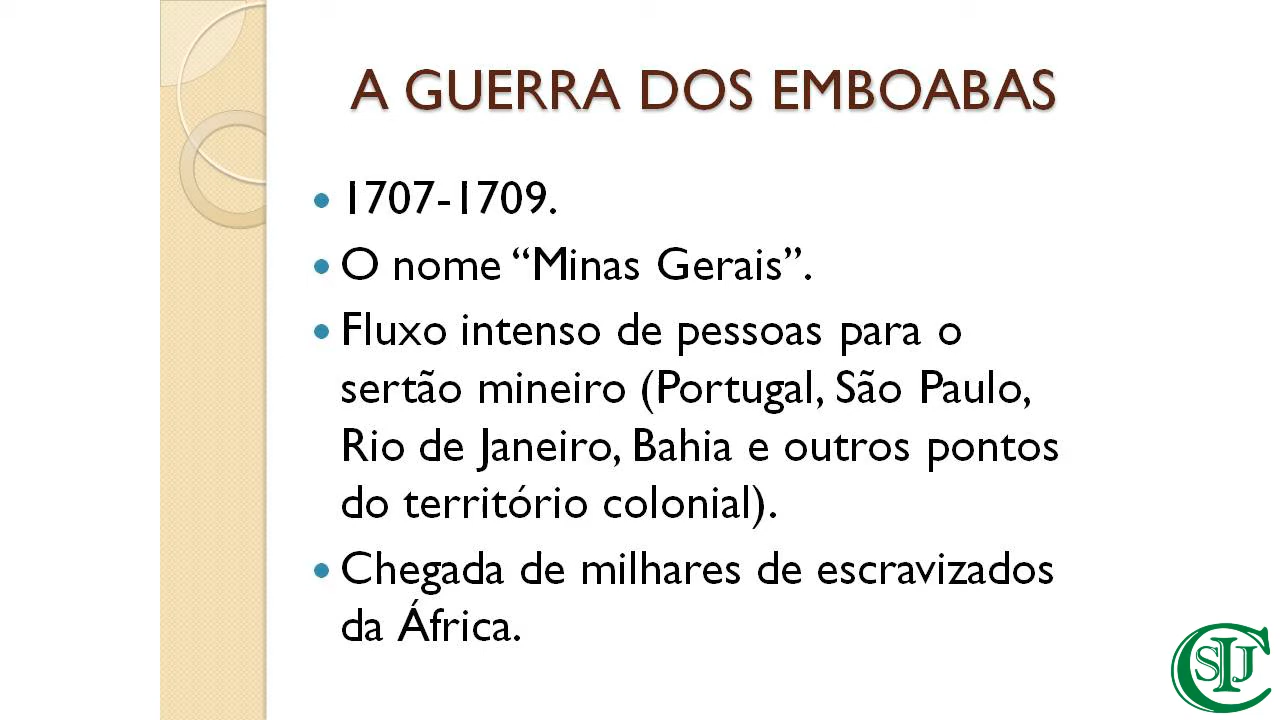 A GUERRA DOS EMBOABAS
• 1707-1709.
• O nome “Minas Gerais”.
• Fluxo intenso de pessoas para o
sertão mineiro (Portugal, São Paulo,
Rio de Janeiro, Bahia e outros pontos
do território colonial).
• Chegada de milhares de escravizados
da África.
CSIJ